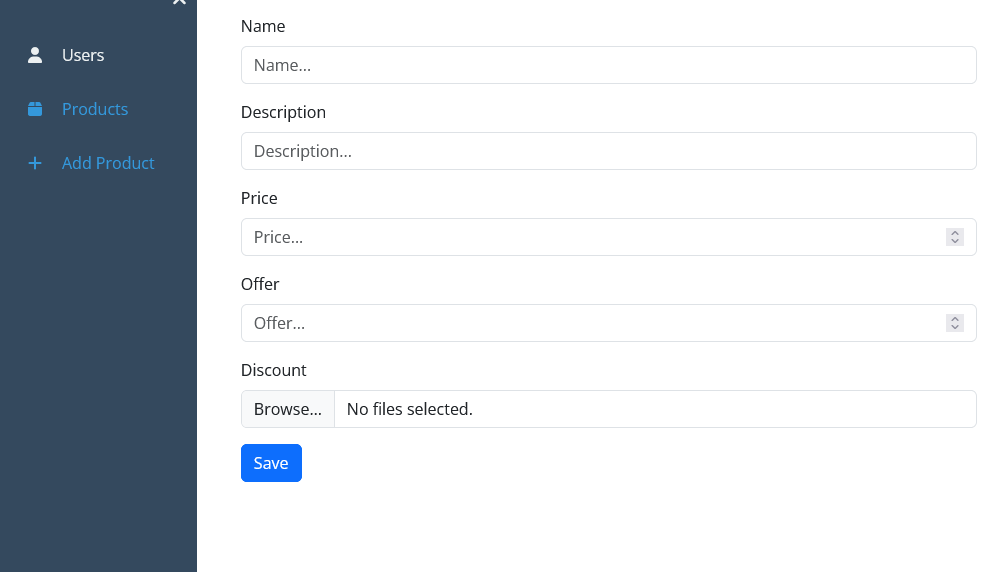 Users
Products
Add Product
Name
Name...
Description
Description...
Price
Price...
Offer
Offer...
Discount
Browse... No files selected.
Save